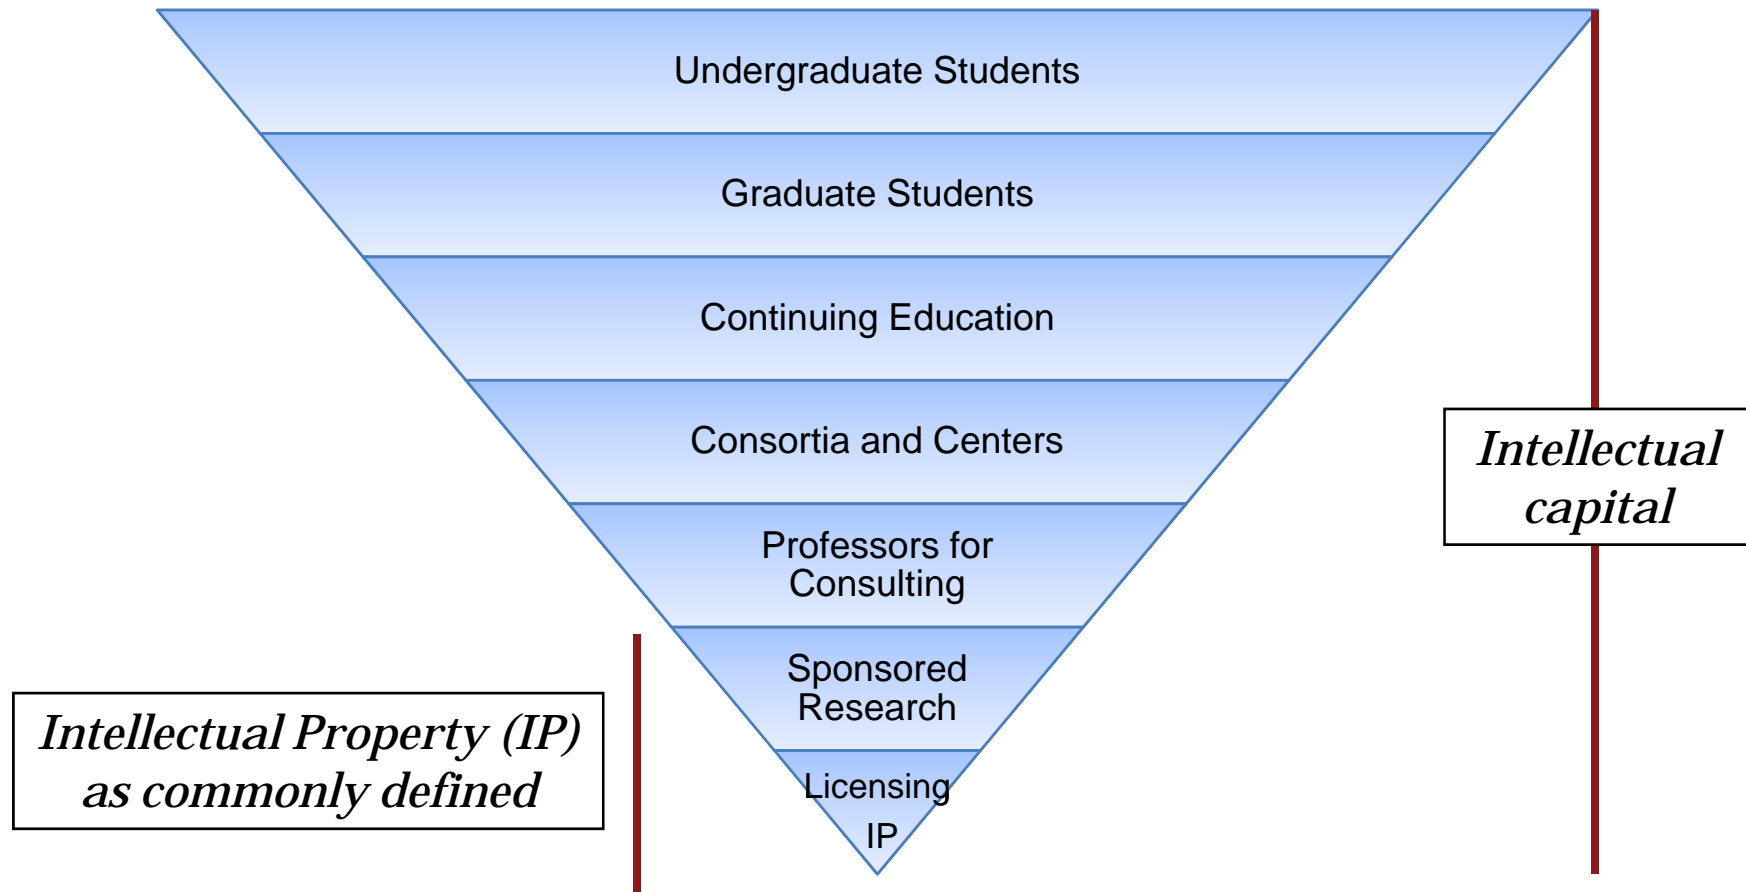 Undergraduate Students
Graduate Students
Continuing Education
Consortia and Centers
Intellectual
capital
Professors for
Consulting
Sponsored
Research
Intellectual Property (IP)
as commonly defined
Licensing
IP